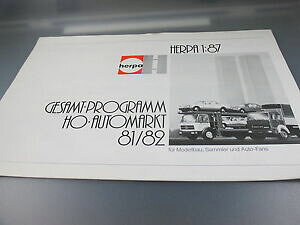 herpa
HERPA 1:87
GESAMT-PROGRAMM
HO-AUTOMARKT
81/82
für Modellbau, Sammler und Auto-Fans